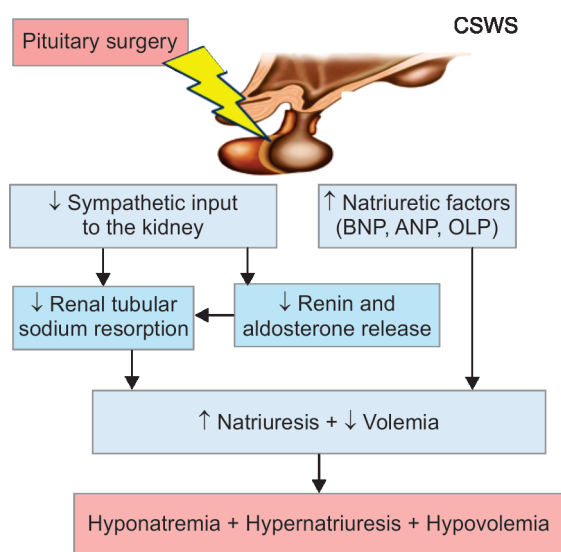 CSWS
Pituitary surgery
↓ Sympathetic input
to the kidney
↑ Natriuretic factors
(BNP, ANP, OLP)
↓ Renal tubular
sodium resorption
↓ Renin and
aldosterone release
↑ Natriuresis + ↓ Volemia
Hyponatremia + Hypernatriuresis + Hypovolemia